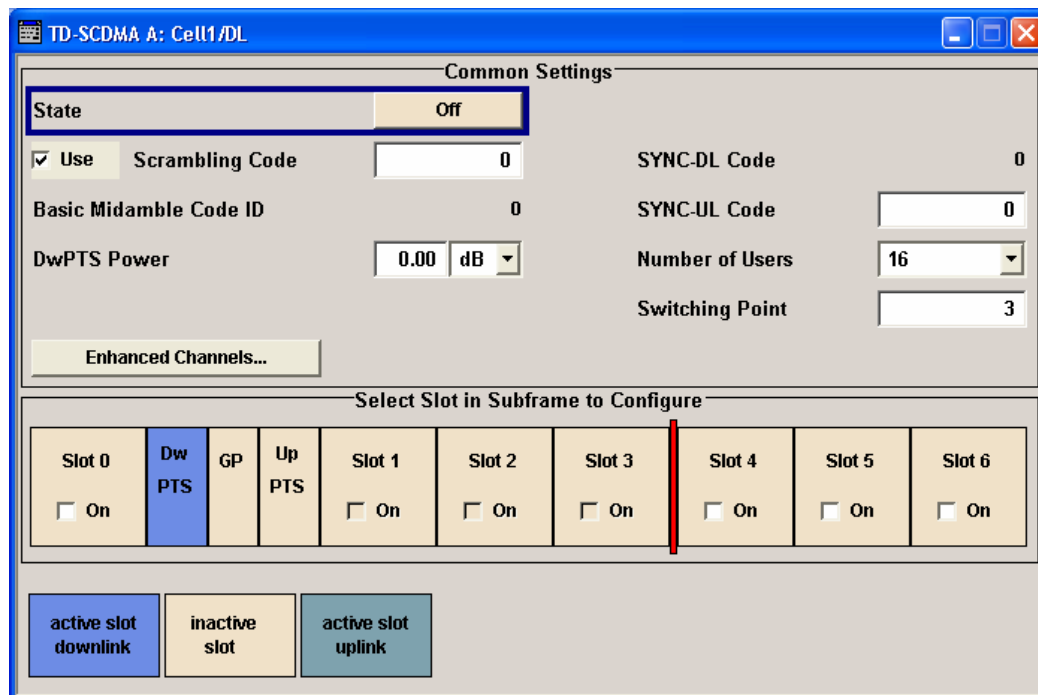 TD-SCDMA A: Cell1/DL
Common Settings
State Off
Use Scrambling Code 0 SYNC-DL Code 0
Basic Midamble Code ID 0 SYNC-UL Code 0
DwPTS Power 0.00 dB Number of Users 16
Switching Point 3
Enhanced Channels...
Select Slot in Subframe to Configure
Slot 0 Dw PTS GP Up PTS Slot 1 Slot 2 Slot 3 Slot 4 Slot 5 Slot 6
On On On On On On On
active slot downlink inactive slot active slot uplink